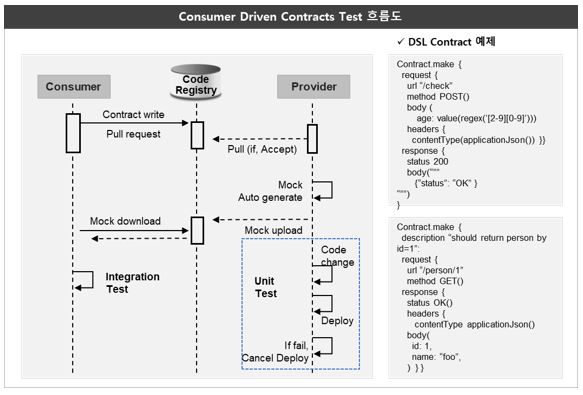 Consumer Driven Contracts Test 흐름도
Consumer
Code
Registry
Provider
Contract write
Pull request
Pull (if, Accept)
Mock
Auto generate
Mock download
Mock upload
Integration
Test
Unit
Test
Code
change
Deploy
If fail,
Cancel Deploy
✓ DSL Contract 예제
Contract.make {
request {
url "/check"
method POST()
body (
age: value(regex('[2-9][0-9]')))
headers {
contentType(applicationJson()) }}
response {
status 200
body("""
{"status": "OK" }
""")
}
Contract.make {
description "should return person by
id=1":
request {
url "/person/1"
method GET()
response {
status OK()
headers {
contentType applicationJson()
body(
id: 1,
name: "foo",
) } }